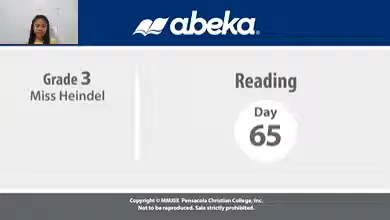 abeka®
Grade 3
Miss Heindel
Reading
Day
65
Copyright © MMXIX Pensacola Christian College, Inc.
Not to be reproduced. Sale strictly prohibited.